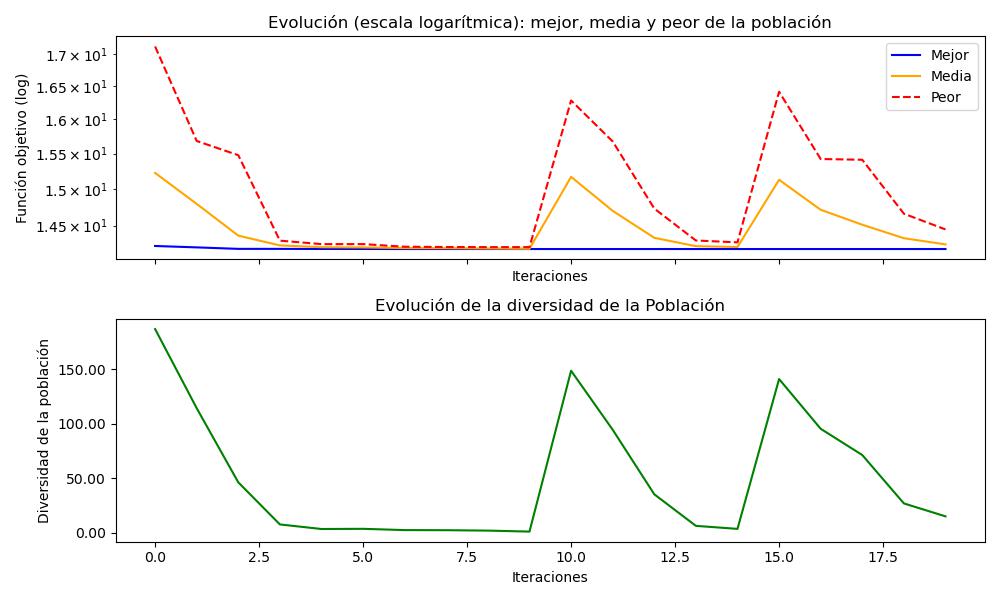 Evolución (escala logarítmica): mejor, media y peor de la población
Función objetivo (log)
1.7 × 10¹
1.65 × 10¹
1.6 × 10¹
1.55 × 10¹
1.5 × 10¹
1.45 × 10¹
Mejor
Media
Peor
Iteraciones
Evolución de la diversidad de la Población
Diversidad de la población
150.00
100.00
50.00
0.00
0.0 2.5 5.0 7.5 10.0 12.5 15.0 17.5
Iteraciones